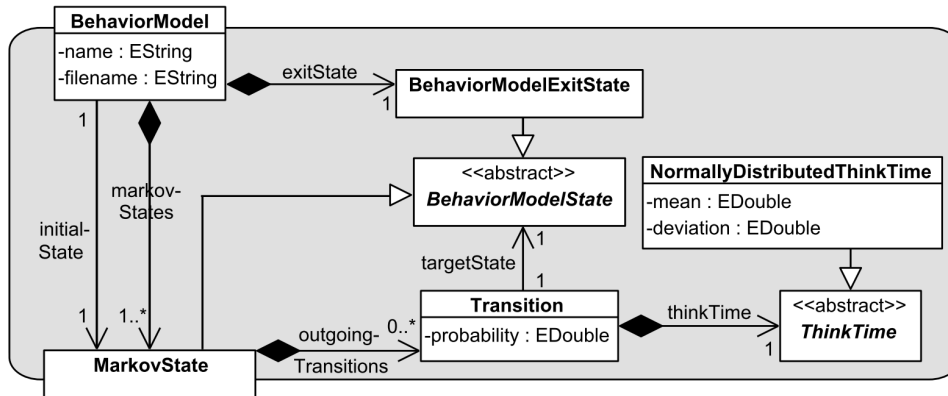 BehaviorModel
-name : EString
-filename : EString
exitState
1
BehaviorModelExitState
1
markov-
States
initial-
State
<<abstract>>
BehaviorModelState
NormallyDistributedThinkTime
-mean : EDouble
-deviation : EDouble
1
targetState
1
1
1..*
outgoing-
Transitions
0..*
Transition
-probability : EDouble
thinkTime
1
<<abstract>>
ThinkTime
MarkovState